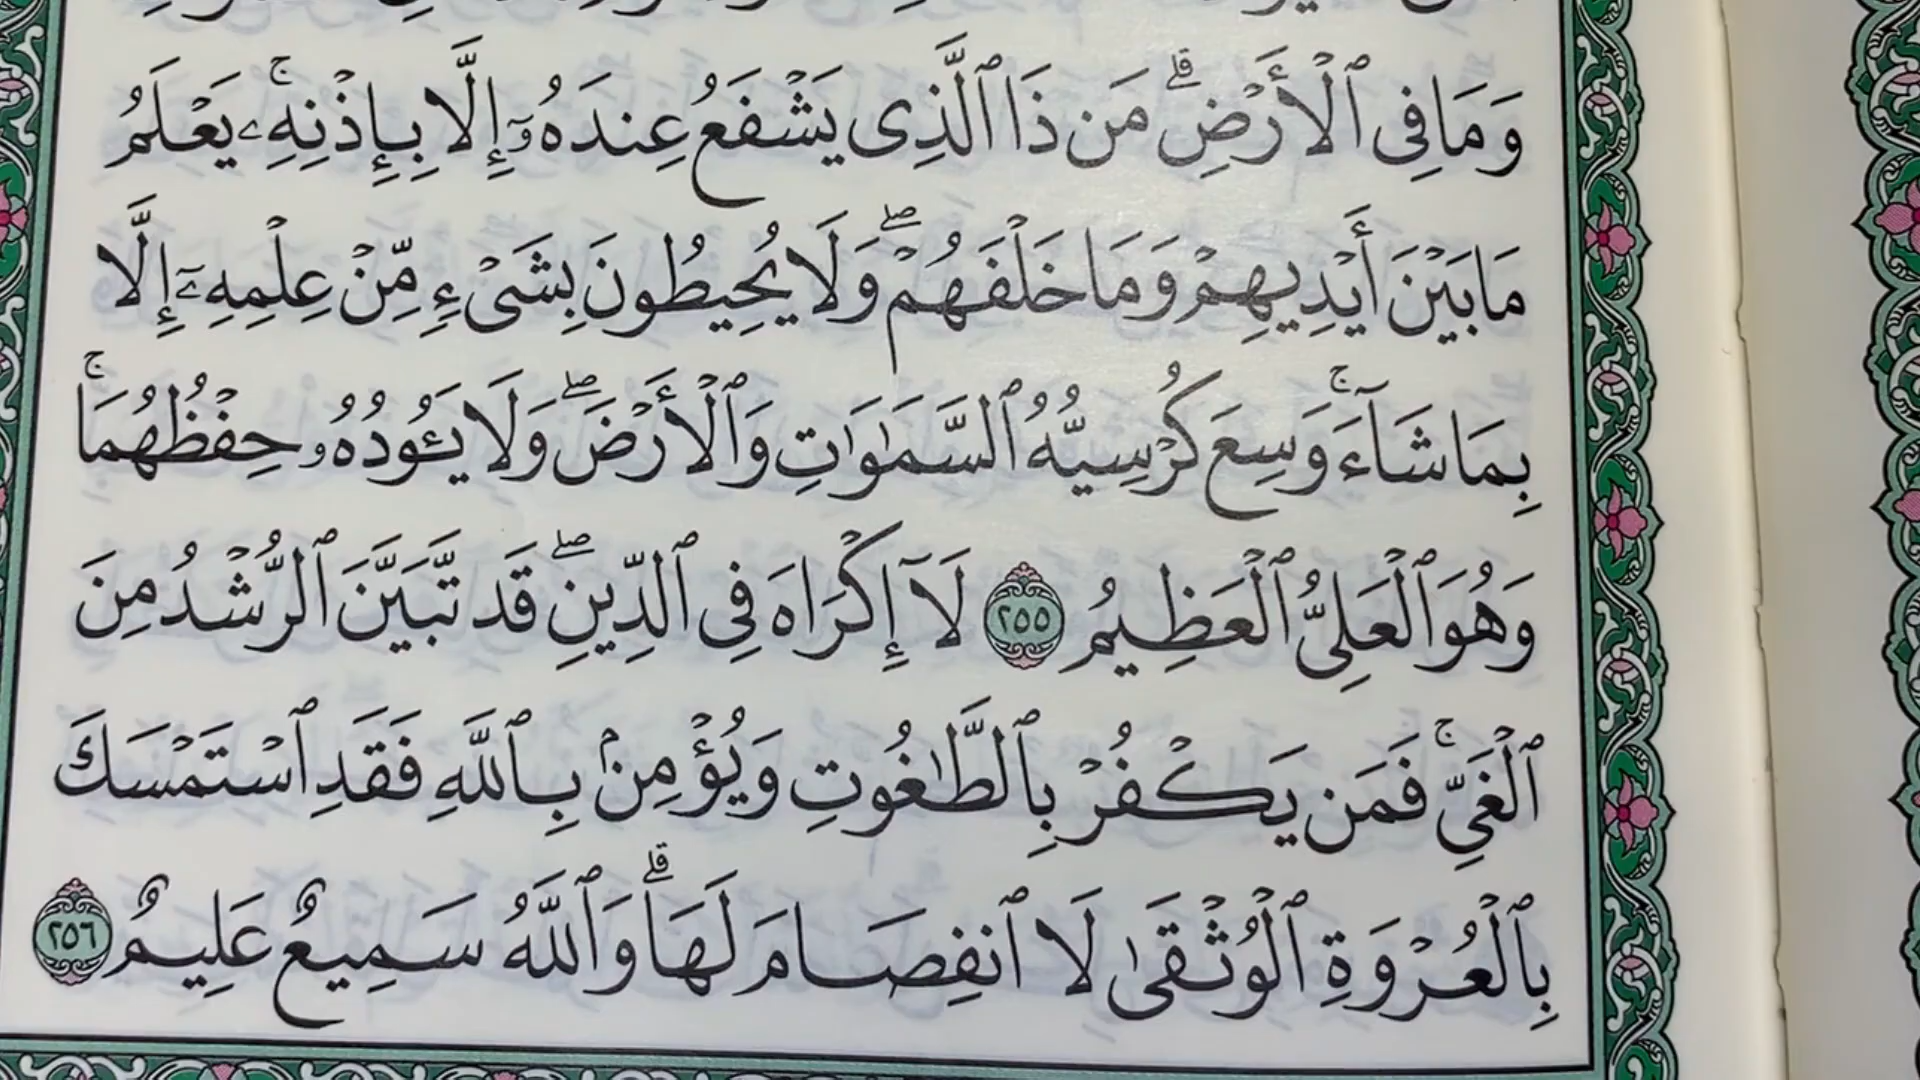 وَمَا فِى ٱلْأَرْضِ ۗ مَن ذَا ٱلَّذِى يَشْفَعُ عِندَهُۥٓ إِلَّا بِإِذْنِهِۦ ۚ يَعْلَمُ
مَا بَيْنَ أَيْدِيهِمْ وَمَا خَلْفَهُمْ ۖ وَلَا يُحِيطُونَ بِشَىْءٍ مِّنْ عِلْمِهِۦٓ إِلَّا
بِمَا شَآءَ ۚ وَسِعَ كُرْسِيُّهُ ٱلسَّمَـٰوَٰتِ وَٱلْأَرْضَ ۖ وَلَا يَـُٔودُهُۥ حِفْظُهُمَا ۚ
وَهُوَ ٱلْعَلِىُّ ٱلْعَظِيمُ ٢٥٥ لَآ إِكْرَاهَ فِى ٱلدِّينِ ۖ قَد تَّبَيَّنَ ٱلرُّشْدُ مِنَ
ٱلْغَىِّ ۚ فَمَن يَكْفُرْ بِٱلطَّـٰغُوتِ وَيُؤْمِنۢ بِٱللَّهِ فَقَدِ ٱسْتَمْسَكَ
بِٱلْعُرْوَةِ ٱلْوُثْقَىٰ لَا ٱنفِصَامَ لَهَا ۗ وَٱللَّهُ سَمِيعٌ عَلِيمٌ ٢٥٦